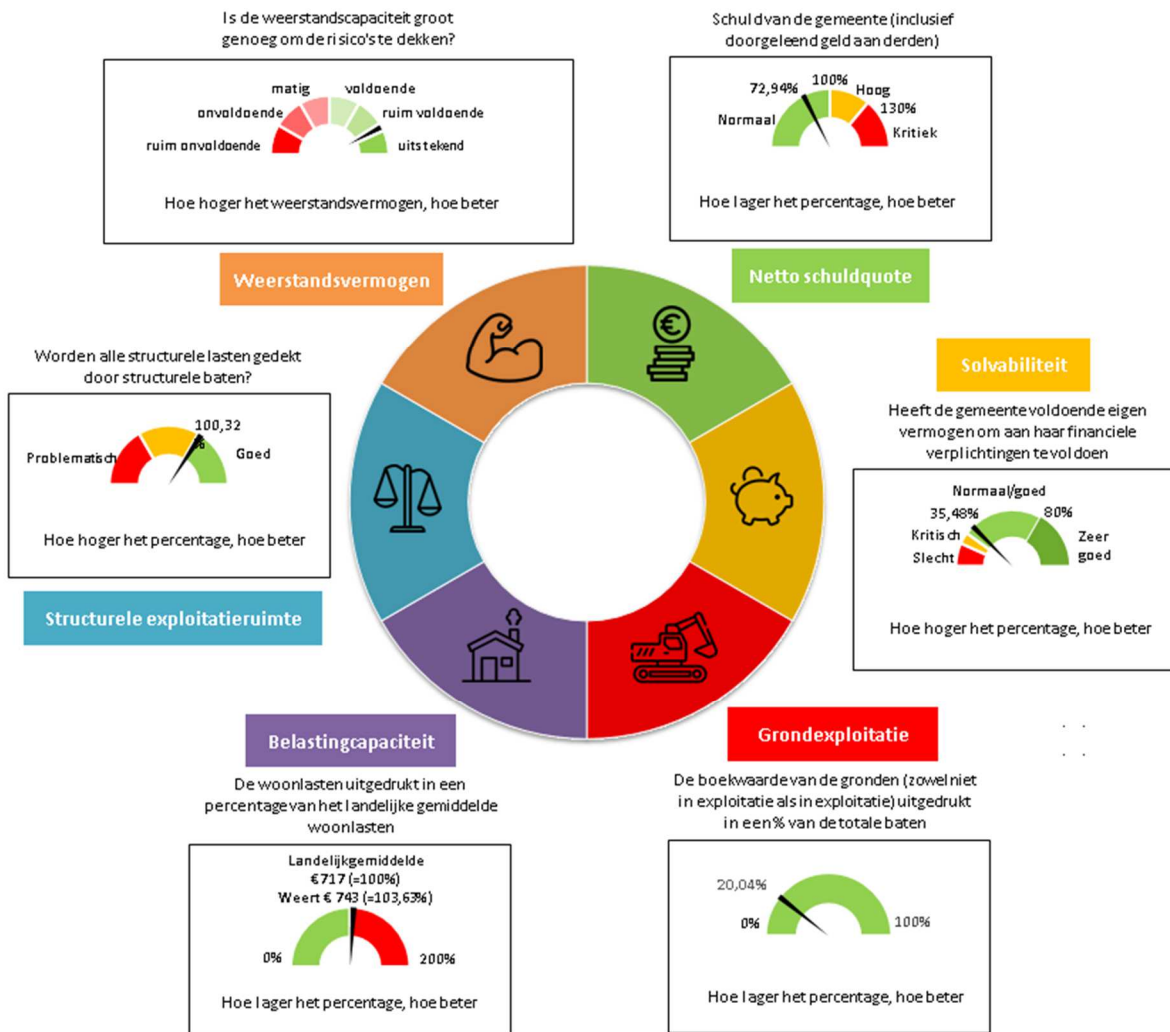 Is de weerstandscapaciteit groot
genoeg om de risico's te dekken?
matig
voldoende
onvoldoende
ruim voldoende
ruim onvoldoende
uitstekend
Hoe hoger het weerstandsvermogen, hoe beter
Weerstandsvermogen
Schuld van de gemeente (inclusief
doorgeleend geld aan derden)
72,94%
100%
Hoog
130%
Normaal
Kritiek
Hoe lager het percentage, hoe beter
Netto schuldquote
€
Worden alle structurele lasten gedekt
door structurele baten?
100,32
%
Problematisch
Goed
Hoe hoger het percentage, hoe beter
Structurele exploitatieruimte
Solvabiliteit
Heeft de gemeente voldoende eigen
vermogen om aan haar financiele
verplichtingen te voldoen
Normaal/goed
35,48%
80%
Kritisch
Zeer
goed
Slecht
Hoe hoger het percentage, hoe beter
Belastingcapaciteit
De woonlasten uitgedrukt in een
percentage van het landelijke gemiddelde
woonlasten
Landelijk gemiddelde
€ 717 (=100%)
Weert € 743 (=103,63%)
0%
200%
Hoe lager het percentage, hoe beter
Grondexploitatie
De boekwaarde van de gronden (zowel niet
in exploitatie als in exploitatie) uitgedrukt
in een % van de totale baten
20,04%
0%
100%
Hoe lager het percentage, hoe beter